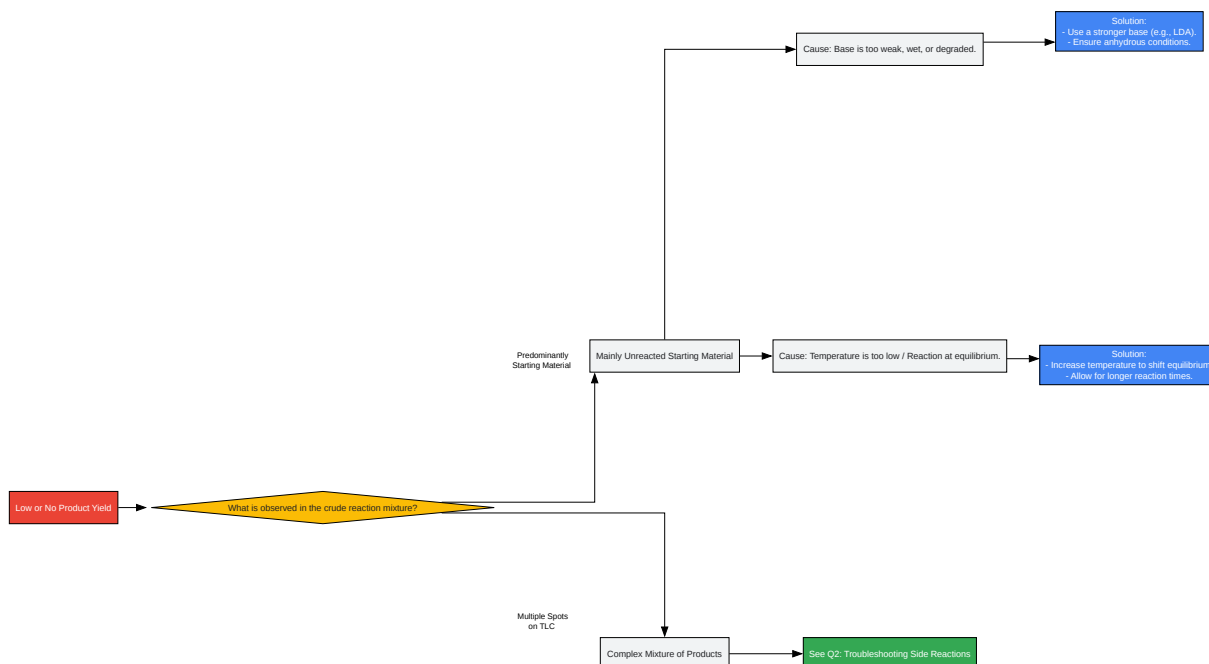 Solution:
- Use a stronger base (e.g., LDA).
- Ensure anhydrous conditions.
Cause: Base is too weak, wet, or degraded.
Predominantly
Starting Material
Mainly Unreacted Starting Material
Cause: Temperature is too low / Reaction at equilibrium.
Solution:
- Increase temperature to shift equilibrium
- Allow for longer reaction times.
Low or No Product Yield
What is observed in the crude reaction mixture?
Multiple Spots
on TLC
Complex Mixture of Products
See Q2: Troubleshooting Side Reactions